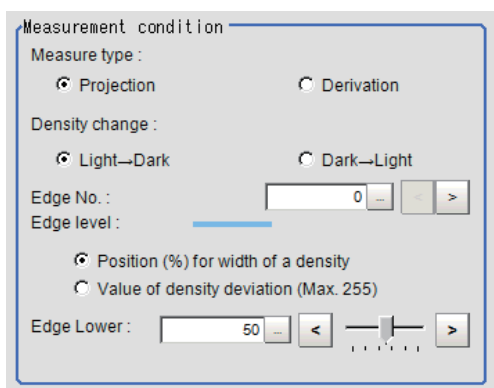 Measurement condition
Measure type :
Projection Derivation
Density change :
Light→Dark Dark→Light
Edge No. : 0 ... < >
Edge level :
Position (%) for width of a density
Value of density deviation (Max. 255)
Edge Lower : 50 ... < >